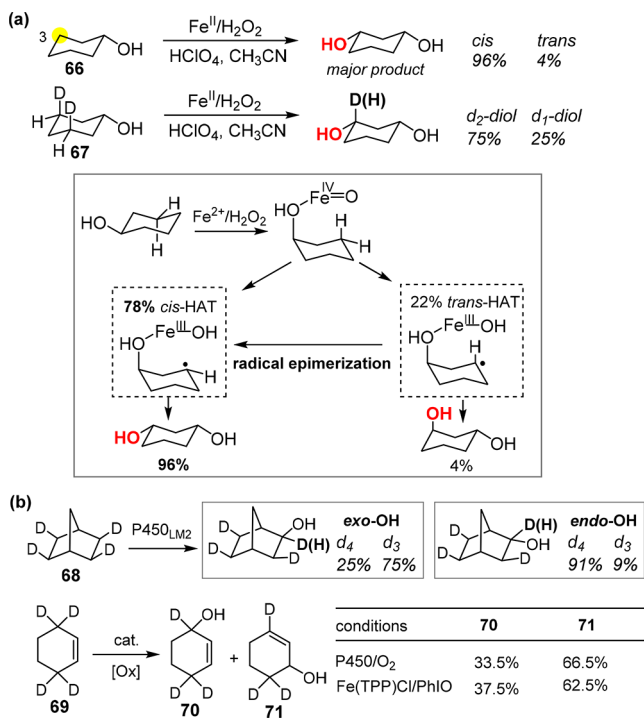 (a)
3
OH
66
Fe^II/H2O2
HClO4, CH3CN
HO
OH
major product
cis trans
96% 4%
D
H D
OH
H 67
Fe^II/H2O2
HClO4, CH3CN
D(H)
HO
OH
d2-diol d1-diol
75% 25%
HO
H
H
Fe2+/H2O2
IV
Fe=O
HO
H
H
78% cis-HAT
III
Fe-OH
HO
H
22% trans-HAT
III
Fe-OH
HO
H
radical epimerization
HO
OH
96%
OH
OH
4%
(b)
D
D
D
D
68
P450LM2
OH
D
D(H)
D
D
exo-OH
d4 d3
25% 75%
D(H)
D
OH
D
D
endo-OH
d4 d3
91% 9%
D D
D D
69
cat.
[Ox]
D OH
D D
70
+
D
OH
D D
71
conditions 70 71
P450/O2 33.5% 66.5%
Fe(TPP)Cl/PhIO 37.5% 62.5%